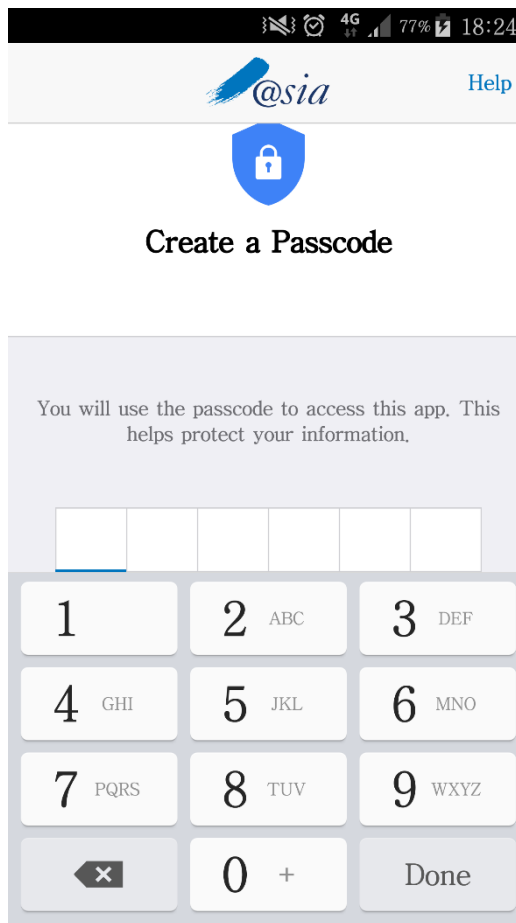 4G 77% 18:24
@asia Help
Create a Passcode
You will use the passcode to access this app. This
helps protect your information.
1 2 ABC 3 DEF
4 GHI 5 JKL 6 MNO
7 PQRS 8 TUV 9 WXYZ
0 + Done